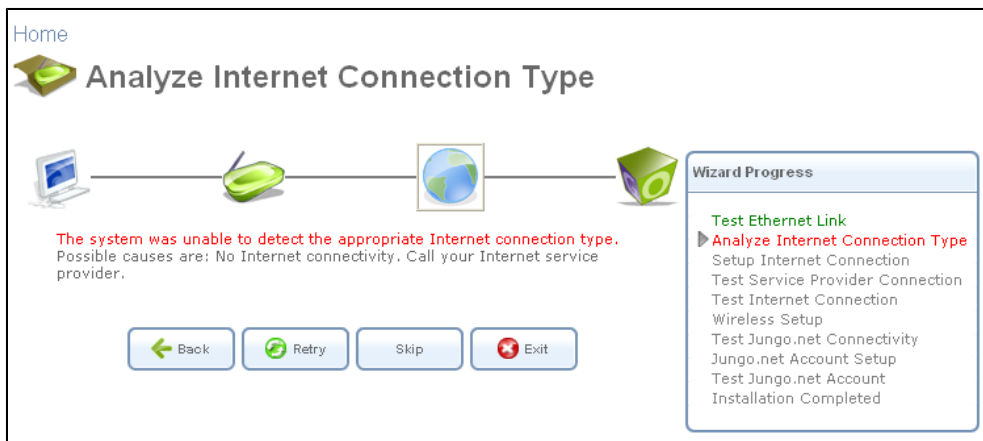 Home
Analyze Internet Connection Type
The system was unable to detect the appropriate Internet connection type.
Possible causes are: No Internet connectivity. Call your Internet service
provider.
Back
Retry
Skip
Exit
Wizard Progress
Test Ethernet Link
Analyze Internet Connection Type
Setup Internet Connection
Test Service Provider Connection
Test Internet Connection
Wireless Setup
Test Jungo.net Connectivity
Jungo.net Account Setup
Test Jungo.net Account
Installation Completed